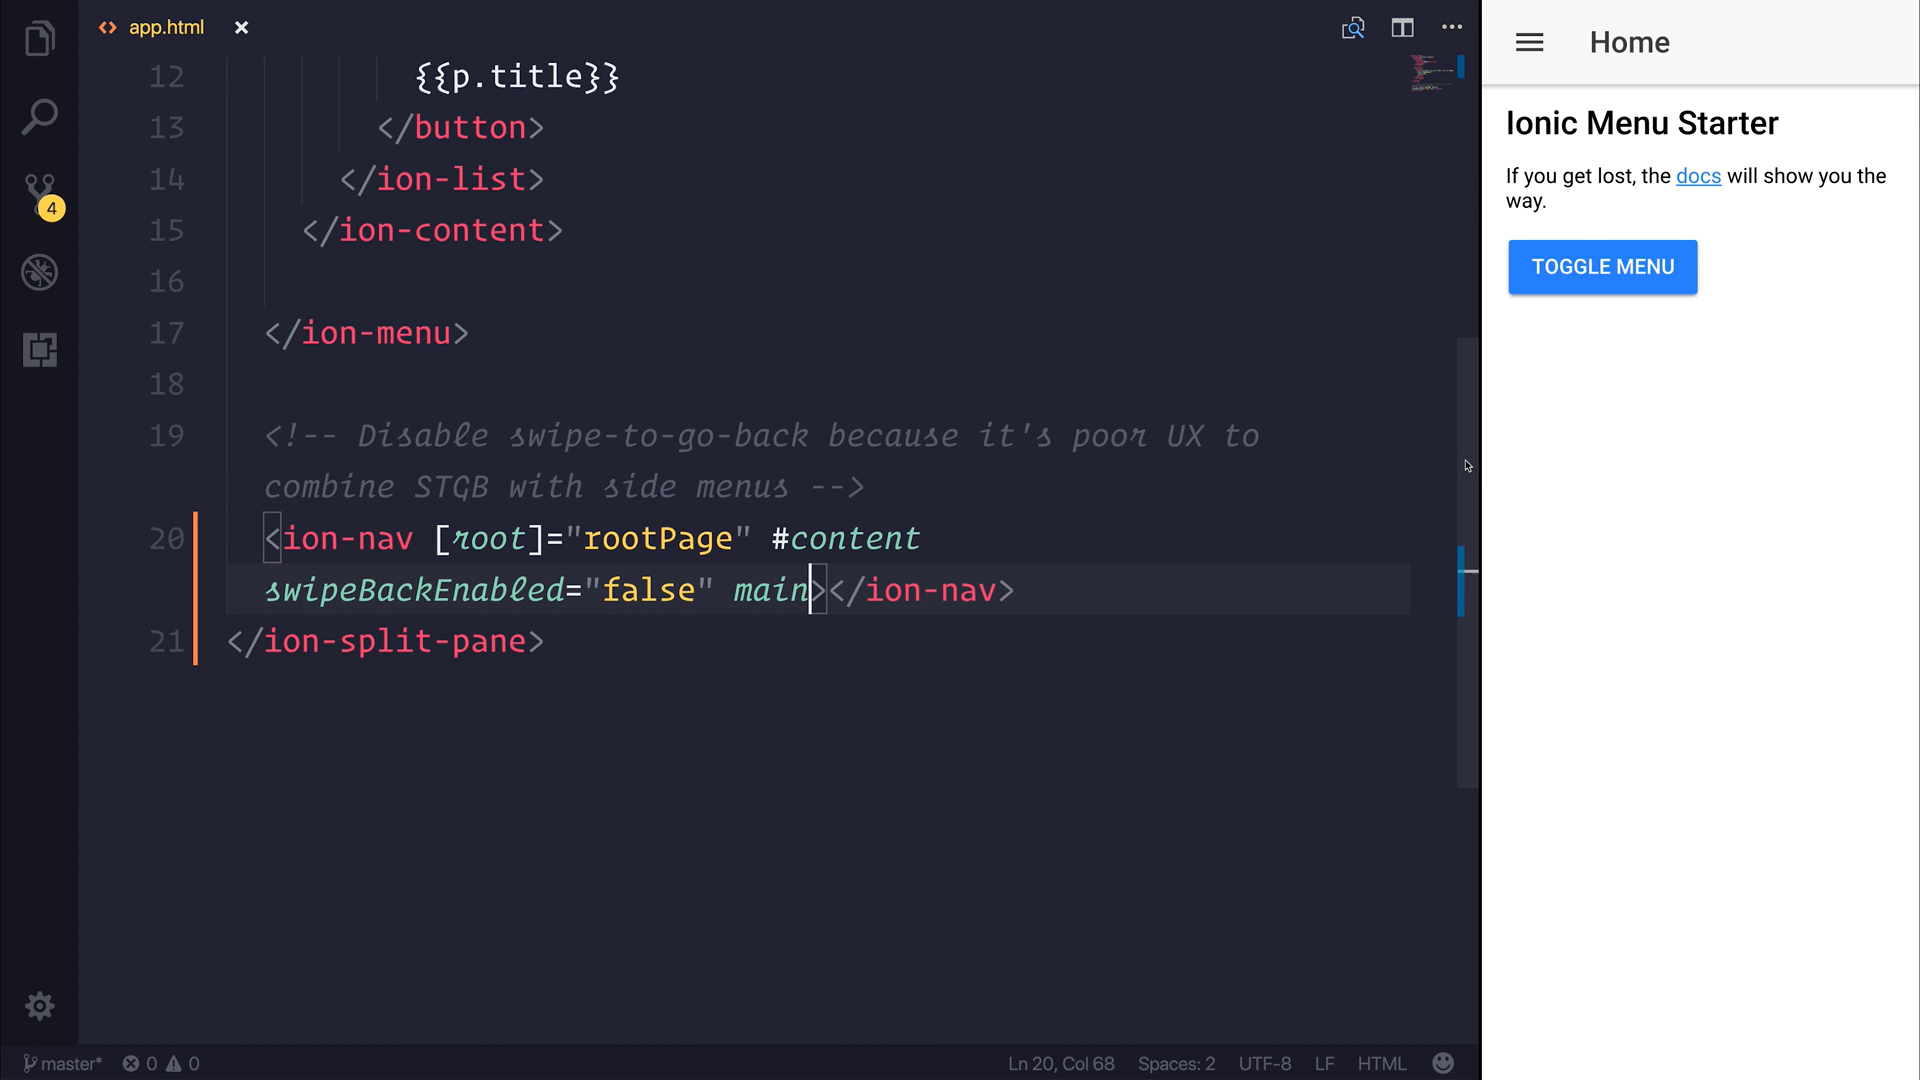 app.html
12 {{p.title}}
13 </button>
14 </ion-list>
15 </ion-content>
16
17 </ion-menu>
18
19 <!-- Disable swipe-to-go-back because it's poor UX to
combine STGB with side menus -->
20 <ion-nav [root]="rootPage" #content
swipeBackEnabled="false" main></ion-nav>
21 </ion-split-pane>
4
master* 0 0 Ln 20, Col 68 Spaces: 2 UTF-8 LF HTML
Home
Ionic Menu Starter
If you get lost, the docs will show you the
way.
TOGGLE MENU